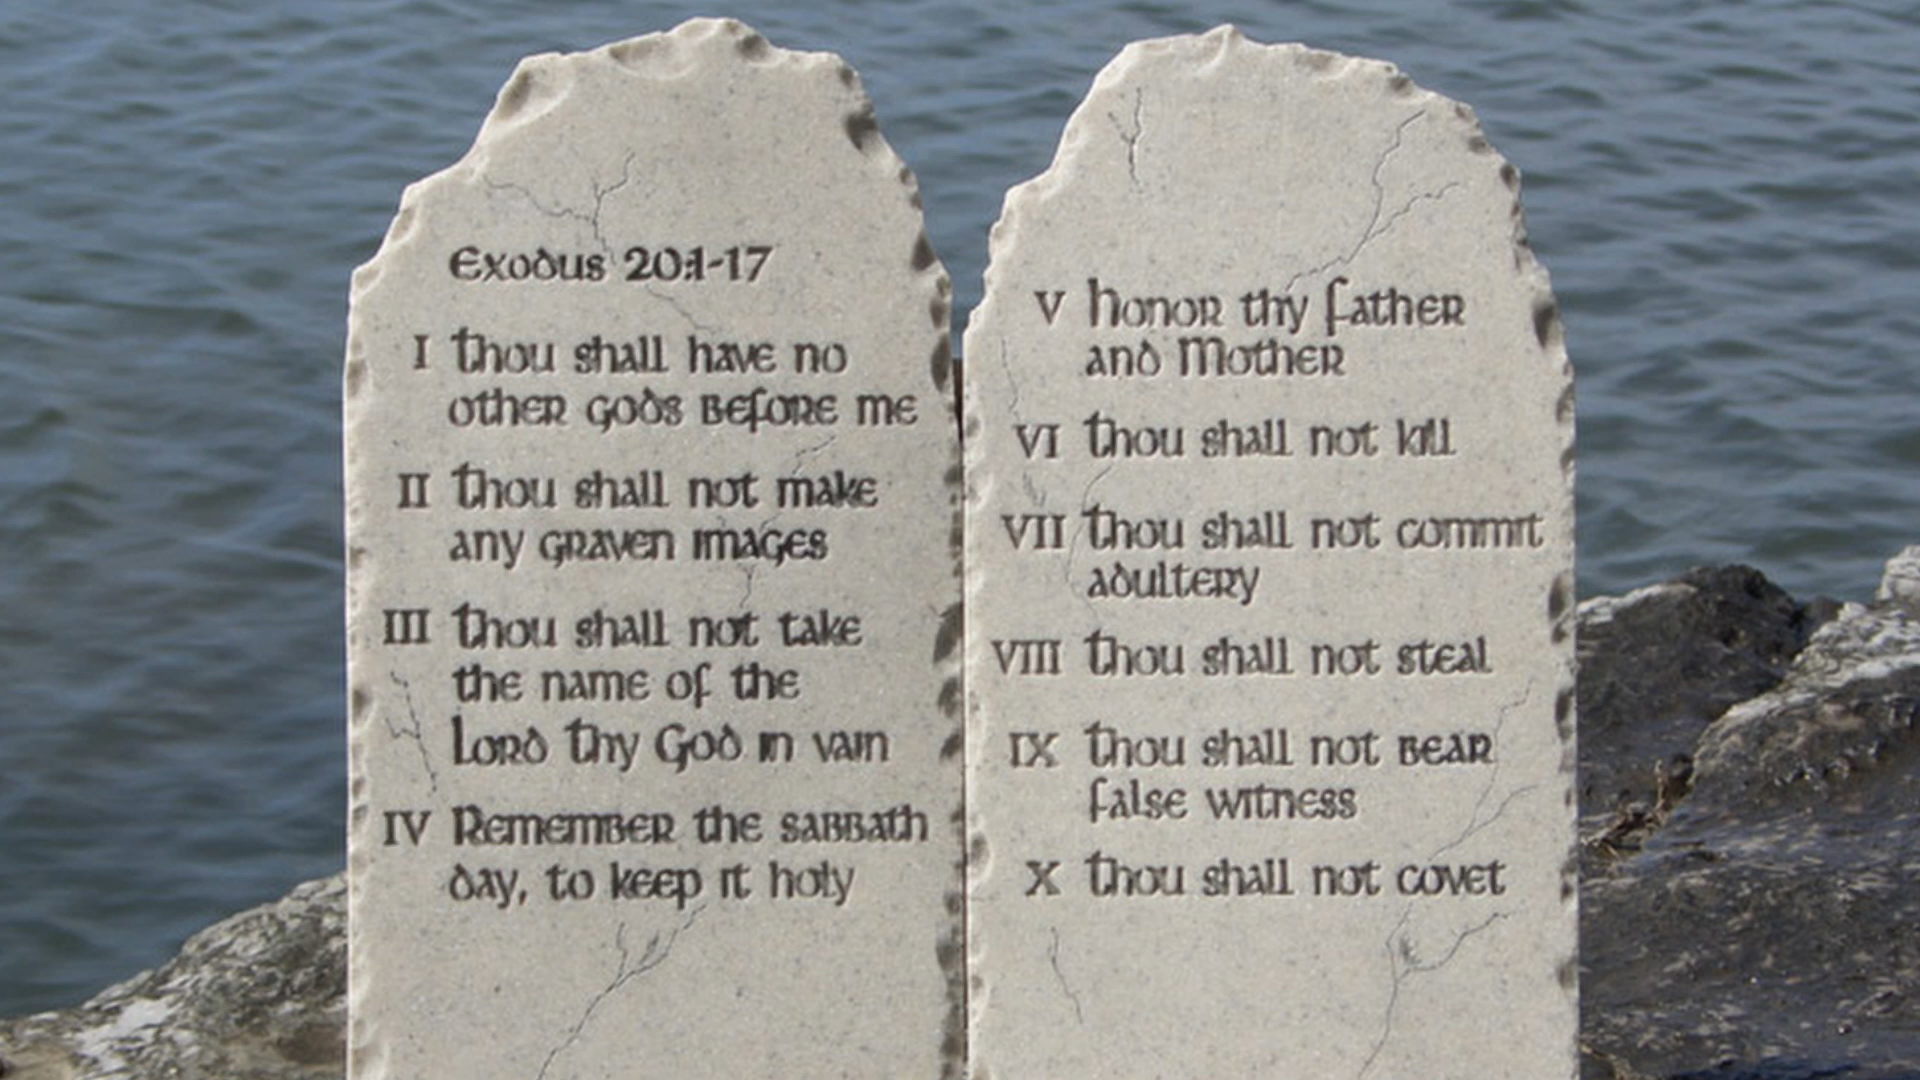 Exodus 20:1-17
I Thou shall have no
other gods before me
II Thou shall not make
any graven images
III Thou shall not take
the name of the
Lord thy God in vain
IV Remember the sabbath
day, to keep it holy
V Honor thy Father
and Mother
VI Thou shall not kill
VII Thou shall not commit
adultery
VIII Thou shall not steal
IX Thou shall not bear
false witness
X Thou shall not covet